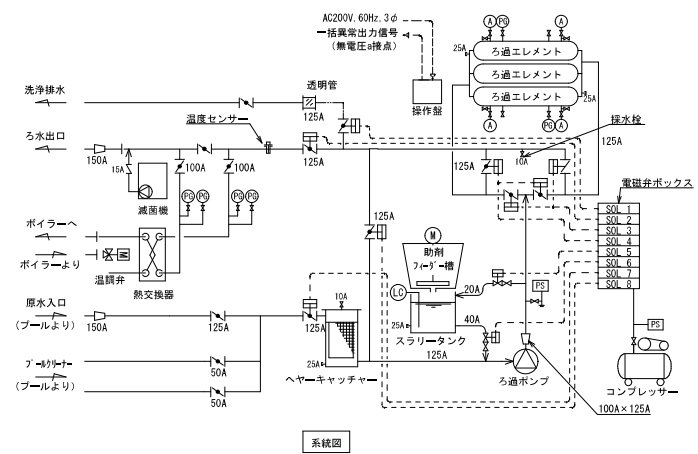 AC200V, 60Hz, 3φ
一括異常出力信号
(無電圧a接点)
操作盤
A
PG
A
25A
ろ過エレメント
ろ過エレメント
ろ過エレメント
25A
A
PG
A
洗浄排水
透明管
125A
温度センサー
ろ水出口
150A
15A
100A
100A
125A
滅菌機
PG
PG
PG
PG
採水栓
10A
125A
125A
電磁弁ボックス
SOL 1
SOL 2
SOL 3
SOL 4
SOL 5
SOL 6
SOL 7
SOL 8
ボイラーへ
ボイラーより
M
温調弁
熱交換器
125A
M
助剤
フィーダー槽
LC
20A
PS
25A
40A
スラリータンク
125A
ろ過ポンプ
100A×125A
PS
コンプレッサー
原水入口
(プールより)
150A
125A
125A
10A
25A
ヘヤーキャッチャー
プールクリーナー
(プールより)
50A
50A
系統図